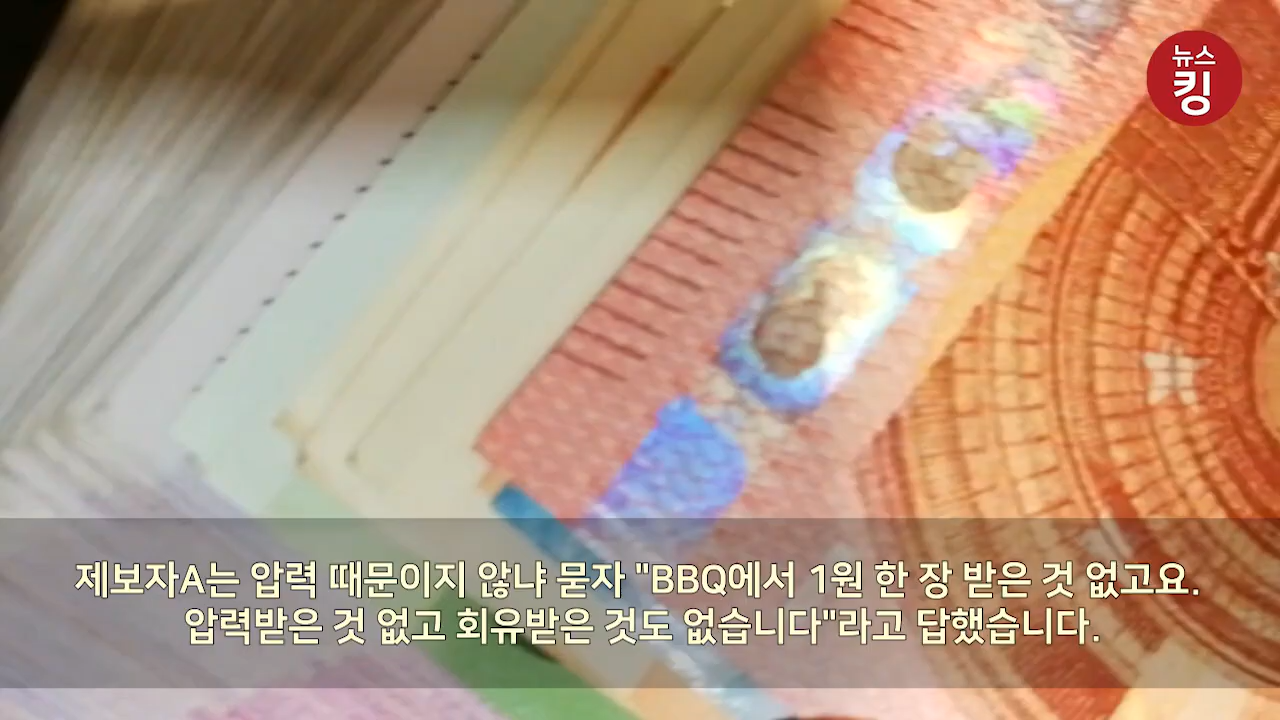 뉴스
킹
제보자A는 압력 때문이지 않냐 묻자 "BBQ에서 1원 한 장 받은 것 없고요.
압력받은 것 없고 회유받은 것도 없습니다"라고 답했습니다.